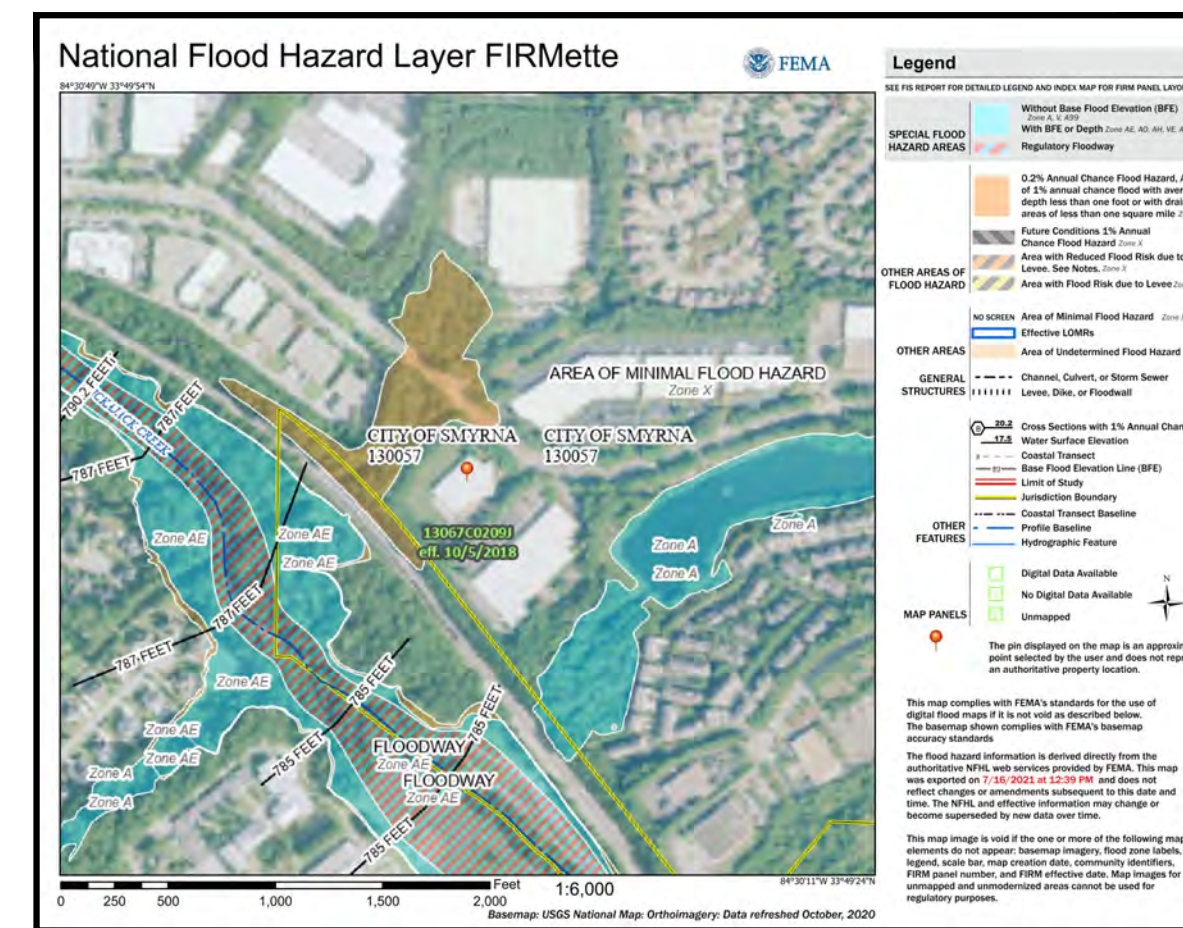 National Flood Hazard Layer FIRMette
FEMA
84°30'49"W 33°49'54"N
790.2 FEET
787 FEET
CREEK
787 FEET
Zone AE
Zone AE
Zone AE
787 FEET
787 FEET
Zone AE
Zone AE
Zone AE
Zone A
Zone A
CITY OF SMYRNA
130057
CITY OF SMYRNA
130057
AREA OF MINIMAL FLOOD HAZARD
Zone X
13067C0209J
eff. 10/5/2018
Zone A
Zone A
Zone A
785 FEET
785 FEET
785 FEET
785 FEET
FLOODWAY
Zone AE
FLOODWAY
Zone AE
84°30'11"W 33°49'24"N
Feet
1:6,000
0 250 500 1,000 1,500 2,000
Basemap: USGS National Map: Orthoimagery: Data refreshed October, 2020
Legend
SEE FIS REPORT FOR DETAILED LEGEND AND INDEX MAP FOR FIRM PANEL
SPECIAL FLOOD
HAZARD AREAS
Without Base Flood Elevation (BFE)
Zone A, V, A99
With BFE or Depth Zone AE, AO, AH, VE,
Regulatory Floodway
OTHER AREAS OF
FLOOD HAZARD
0.2% Annual Chance Flood Hazard,
of 1% annual chance flood with
depth less than one foot or with
areas of less than one square mile
Future Conditions 1% Annual
Chance Flood Hazard Zone X
Area with Reduced Flood Risk due to
Levee. See Notes. Zone X
Area with Flood Risk due to Levee
OTHER AREAS
NO SCREEN Area of Minimal Flood Hazard Zone
Effective LOMRs
Area of Undetermined Flood Hazard
GENERAL
STRUCTURES
Channel, Culvert, or Storm Sewer
Levee, Dike, or Floodwall
OTHER
FEATURES
20.2 Cross Sections with 1% Annual
17.5 Water Surface Elevation
Coastal Transect
Base Flood Elevation Line (BFE)
Limit of Study
Jurisdiction Boundary
Coastal Transect Baseline
Profile Baseline
Hydrographic Feature
MAP PANELS
Digital Data Available
No Digital Data Available
Unmapped
N
The pin displayed on the map is an
point selected by the user and does not
an authoritative property location.
This map complies with FEMA's standards for the use of
digital flood maps if it is not void as described below.
The basemap shown complies with FEMA's basemap
accuracy standards
The flood hazard information is derived directly from the
authoritative NFHL web services provided by FEMA. This map
was exported on 7/16/2021 at 12:39 PM and does not
reflect changes or amendments subsequent to this date and
time. The NFHL and effective information may change or
become superseded by new data over time.
This map image is void if the one or more of the following map
elements do not appear: basemap imagery, flood zone labels,
legend, scale bar, map creation date, community identifiers,
FIRM panel number, and FIRM effective date. Map images for
unmapped and unmodernized areas cannot be used for
regulatory purposes.